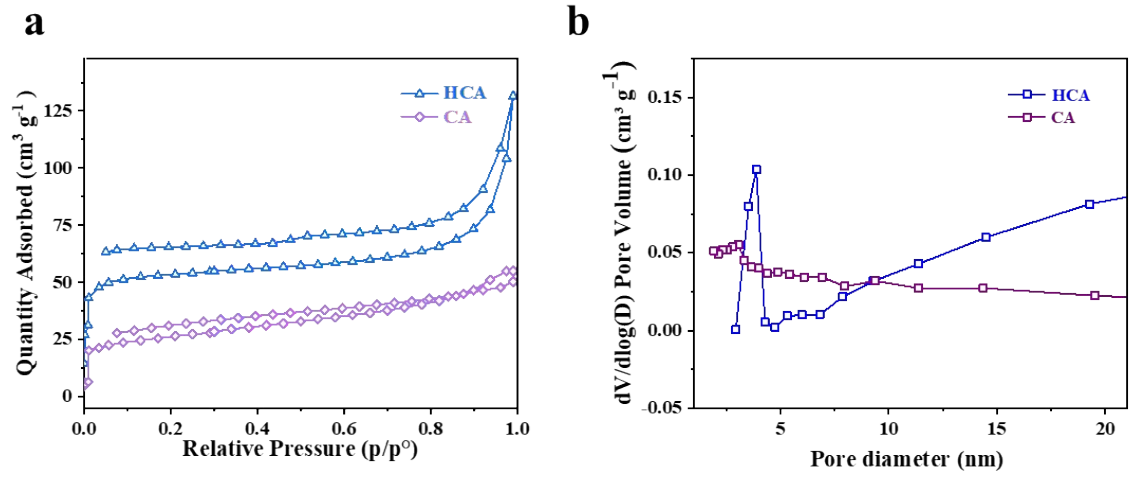 a
Quantity Adsorbed (cm³ g⁻¹)
125
100
75
50
25
0
HCA
CA
0.0 0.2 0.4 0.6 0.8 1.0
Relative Pressure (p/p°)
b
dV/dlog(D) Pore Volume (cm³ g⁻¹)
0.15
0.10
0.05
0.00
-0.05
HCA
CA
5 10 15 20
Pore diameter (nm)